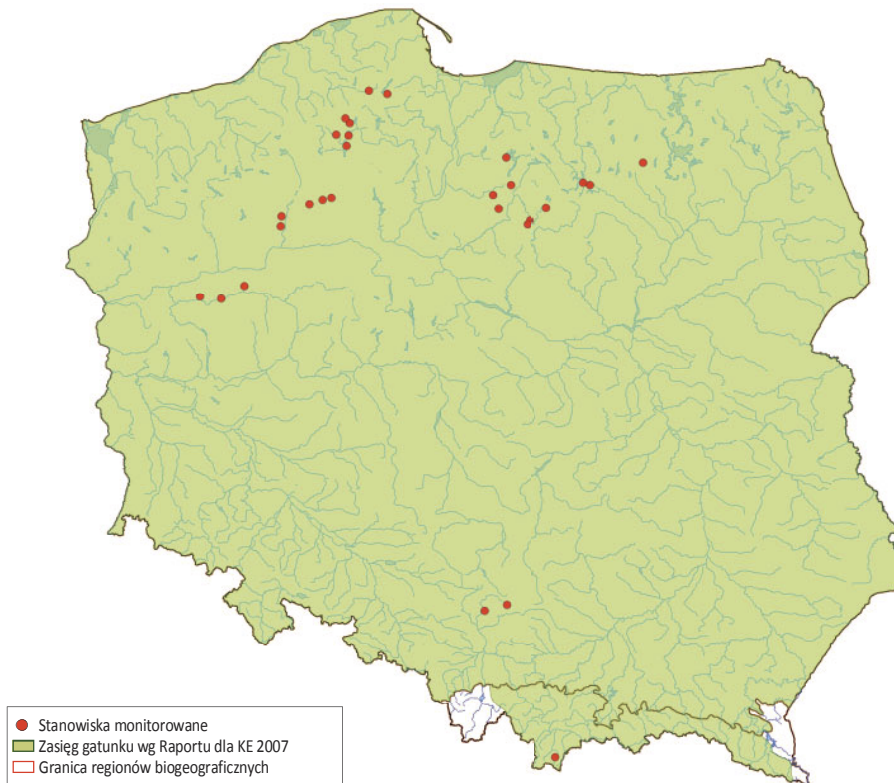 Stanowiska monitorowane
Zasięg gatunku wg Raportu dla KE 2007
Granica regionów biogeograficznych